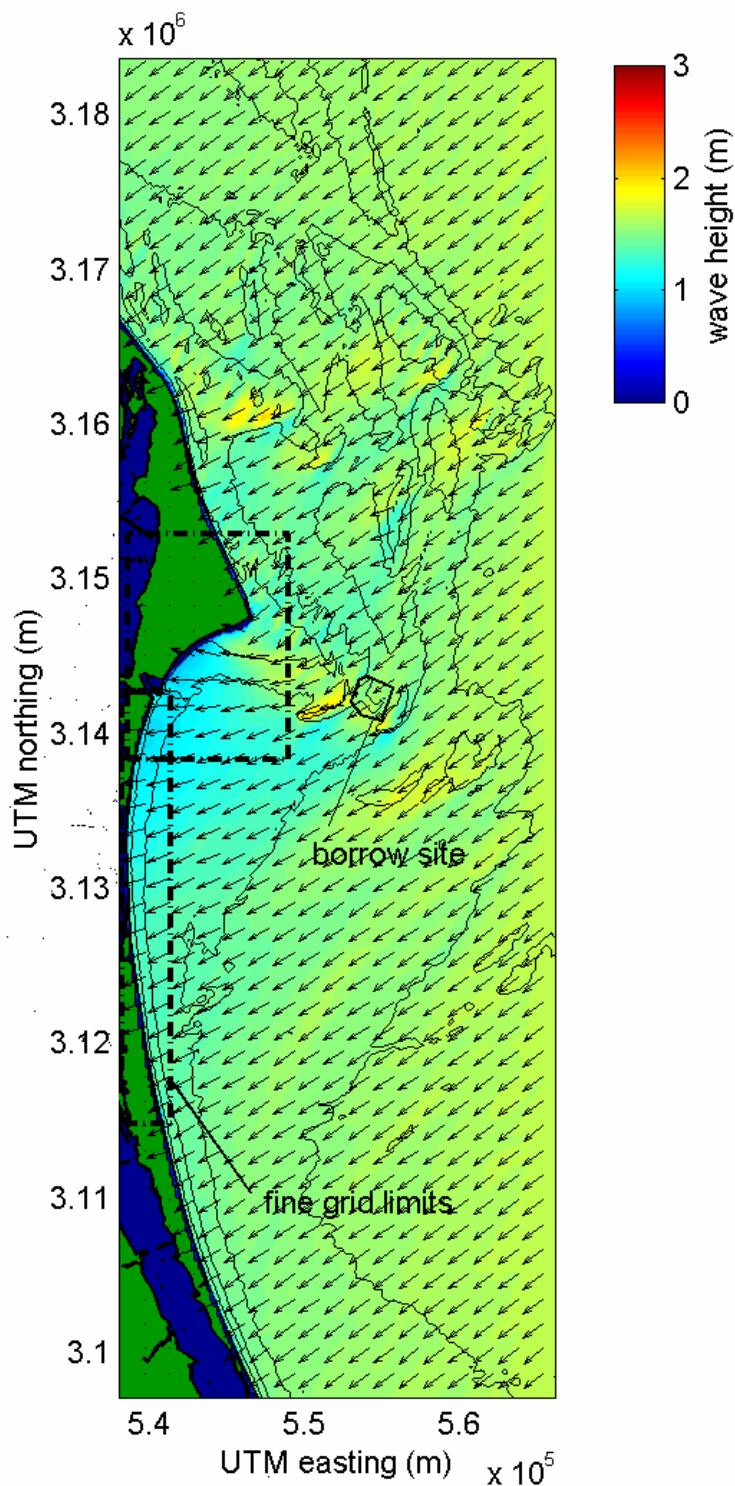 x 10^6
3
3.18
2
3.17
wave height (m)
1
0
3.16
3.15
UTM northing (m)
3.14
borrow site
3.13
3.12
3.11
fine grid limits
3.1
5.4 5.5 5.6
UTM easting (m) x 10^5